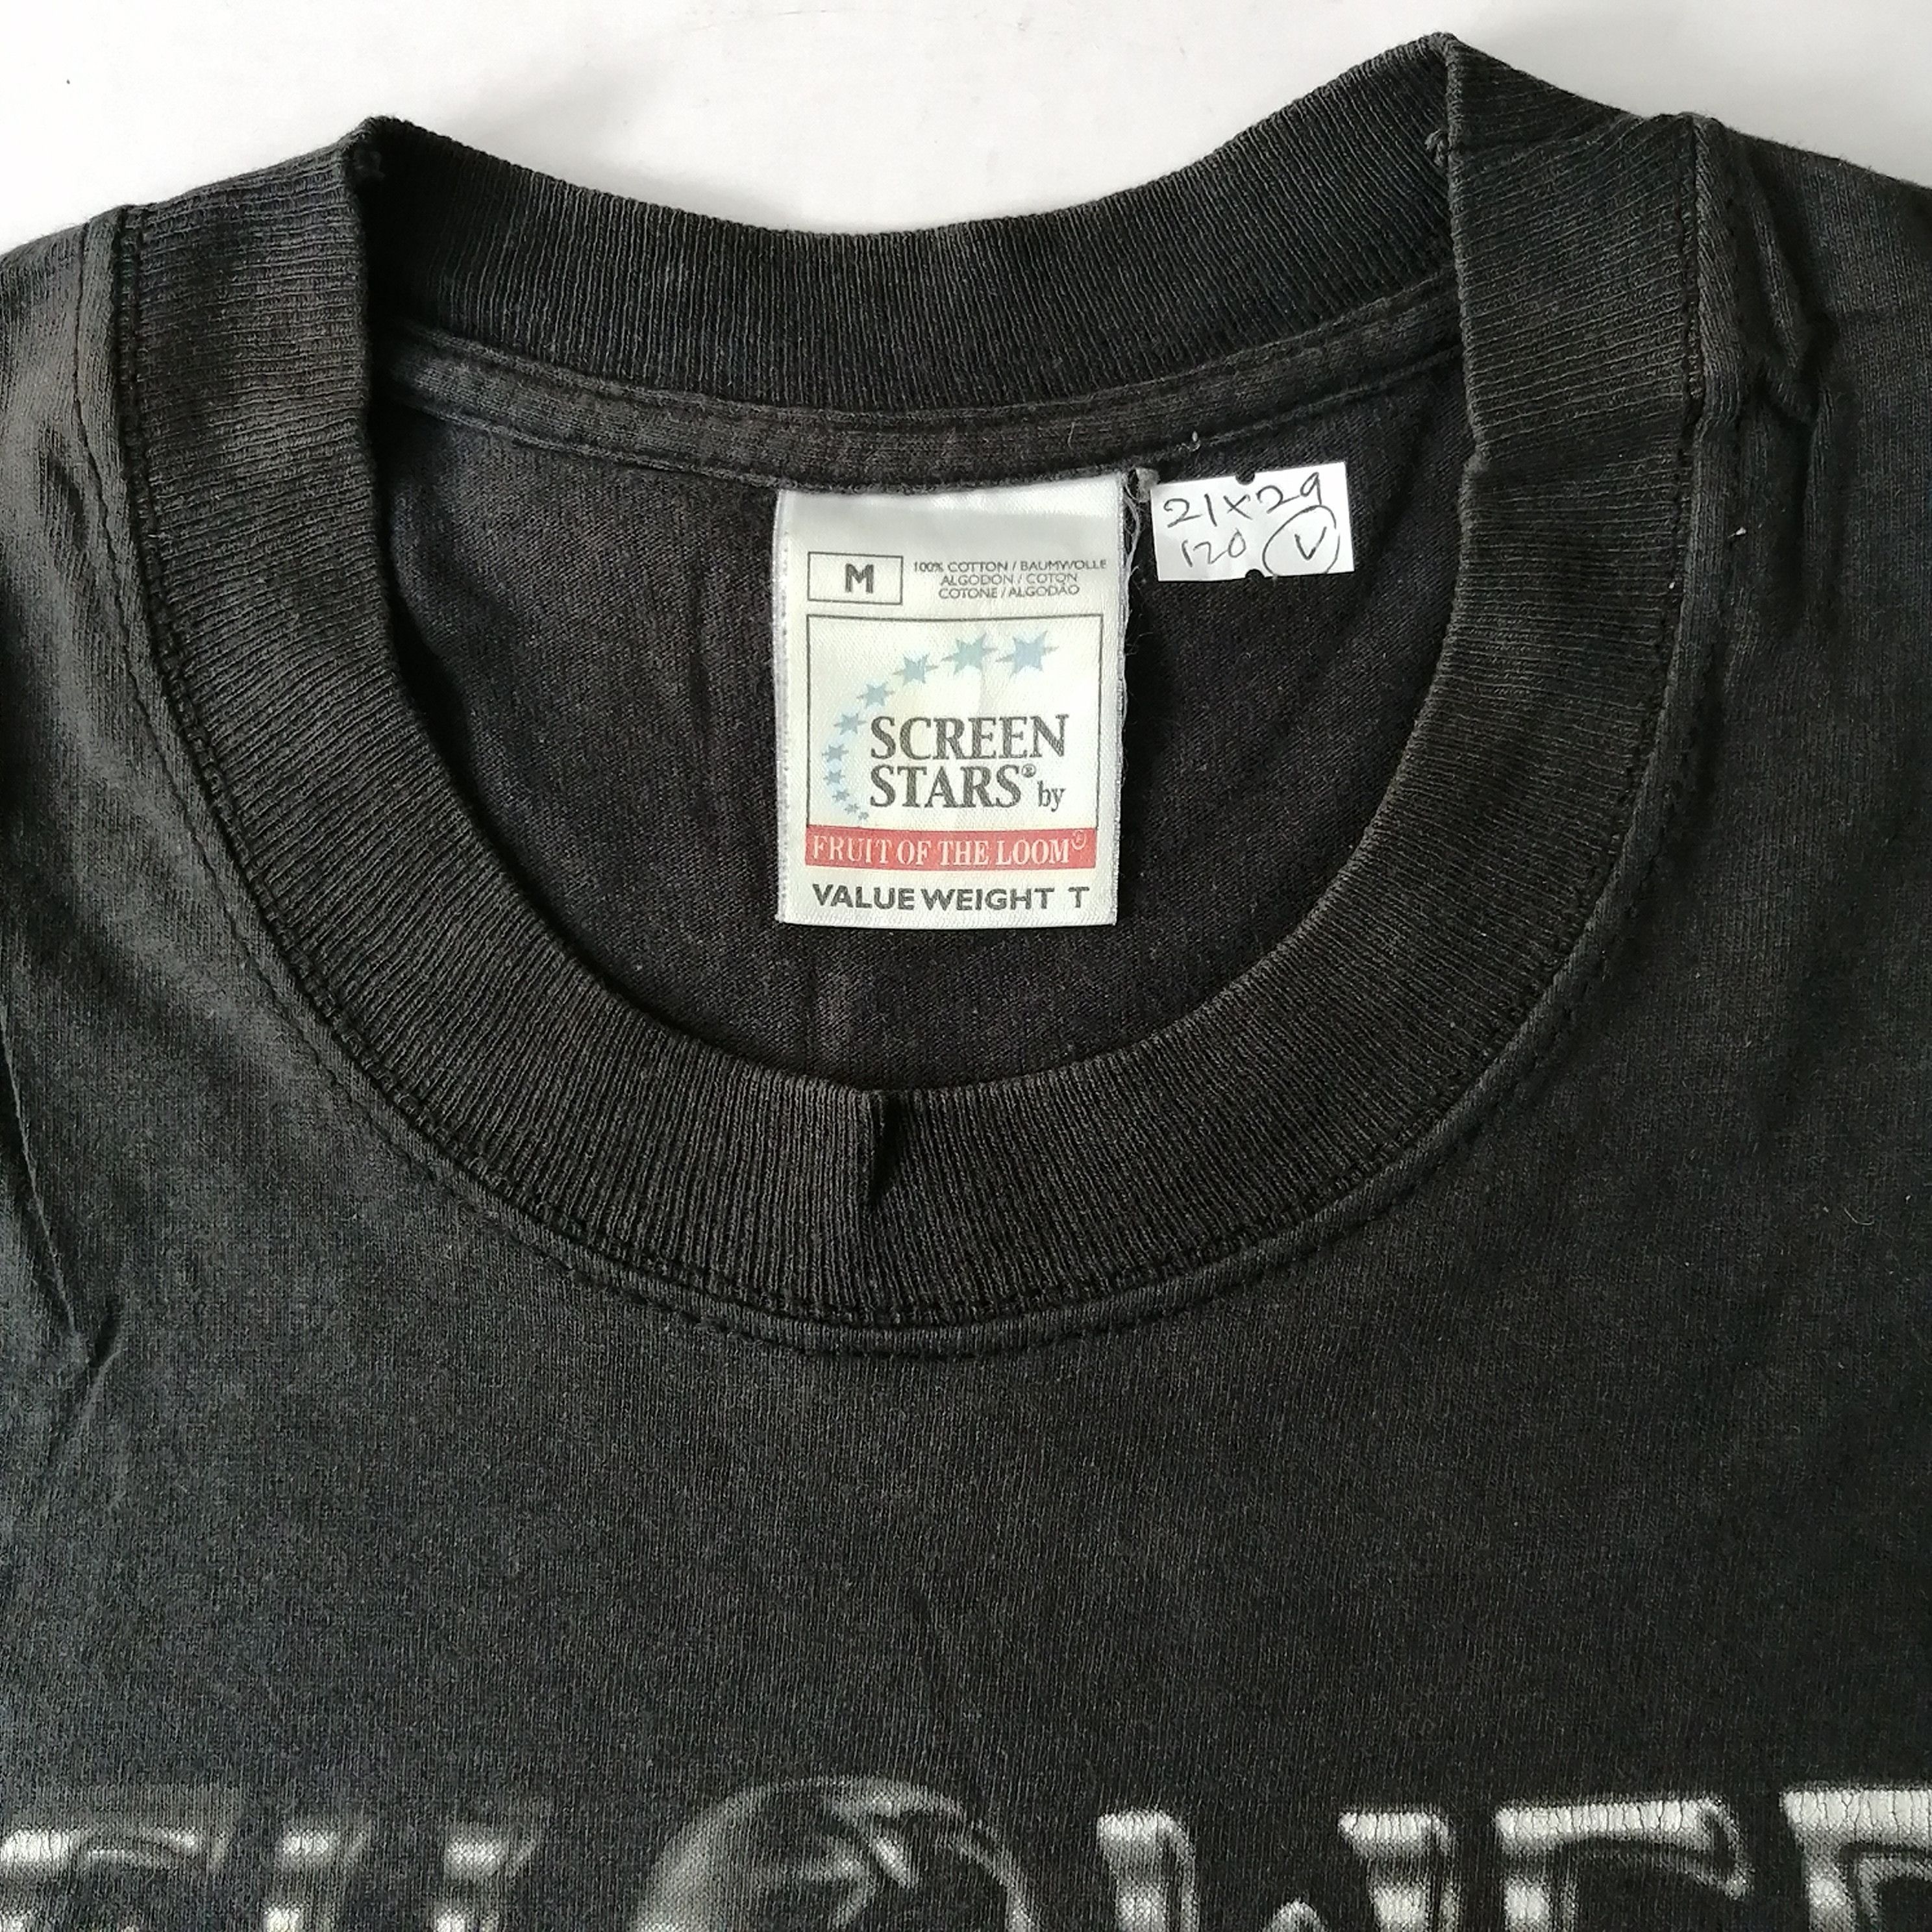 M
100% COTTON / BAUMWOLLE
ALGODON / COTON
COTONE / ALGODÃO
SCREEN
STARS® by
FRUIT OF THE LOOM®
VALUE WEIGHT T
21x29
120 V